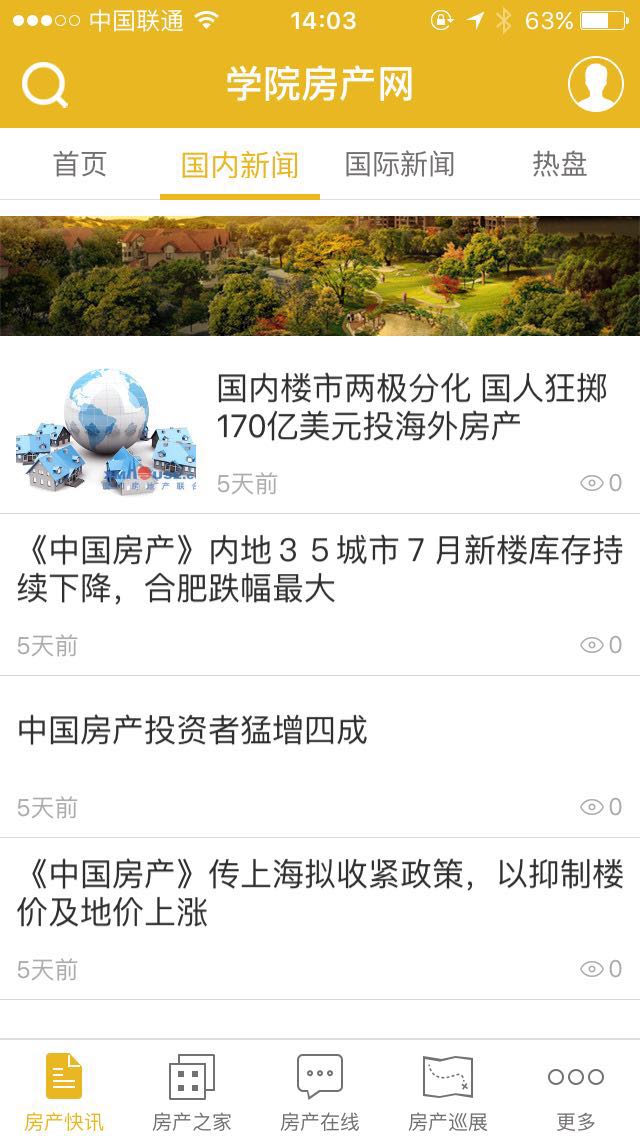 中国联通 14:03 63%
学院房产网
首页 国内新闻 国际新闻 热盘
国内楼市两极分化 国人狂掷
170亿美元投海外房产
5天前 0
《中国房产》内地３５城市７月新楼库存持
续下降，合肥跌幅最大
5天前 0
中国房产投资者猛增四成
5天前 0
《中国房产》传上海拟收紧政策，以抑制楼
价及地价上涨
5天前 0
房产快讯 房产之家 房产在线 房产巡展 更多